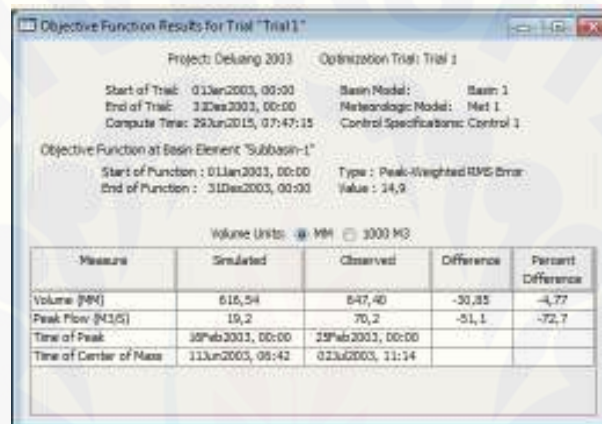 Objective Function Results for Trial "Trial 1"
Project: Deluang 2003 Optimization Trial: Trial 1
Start of Trial: 01Jan2003, 00:00 Basin Model: Basin 1
End of Trial: 31Des2003, 00:00 Meteorologic Model: Met 1
Compute Time: 29Jun2015, 07:47:15 Control Specifications: Control 1
Objective Function at Basin Element "Subbasin-1"
Start of Function : 01Jan2003, 00:00 Type : Peak-Weighted RMS Error
End of Function : 31Des2003, 00:00 Value : 14,9
Volume Units: MM 1000 M3
Measure Simulated Observed Difference Percent Difference
Volume (MM) 616,54 647,40 -30,85 -4,77
Peak Flow (M3/S) 19,2 70,2 -51,1 -72,7
Time of Peak 16Feb2003, 00:00 25Feb2003, 00:00
Time of Center of Mass 11Jun2003, 06:42 02Jul2003, 11:14